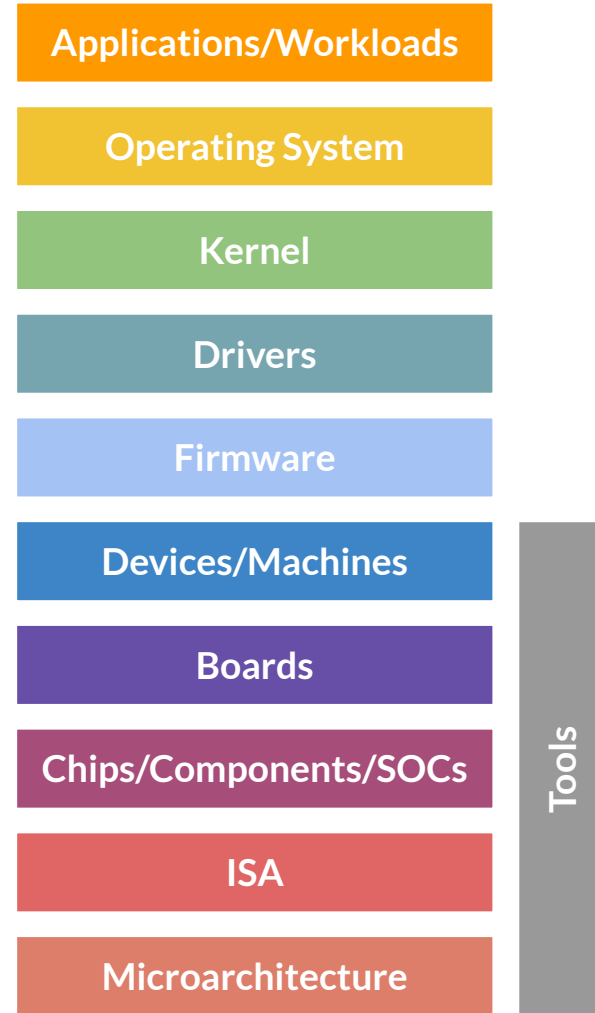 Applications/Workloads
Operating System
Kernel
Drivers
Firmware
Devices/Machines
Boards
Chips/Components/SOCs
ISA
Microarchitecture
Tools